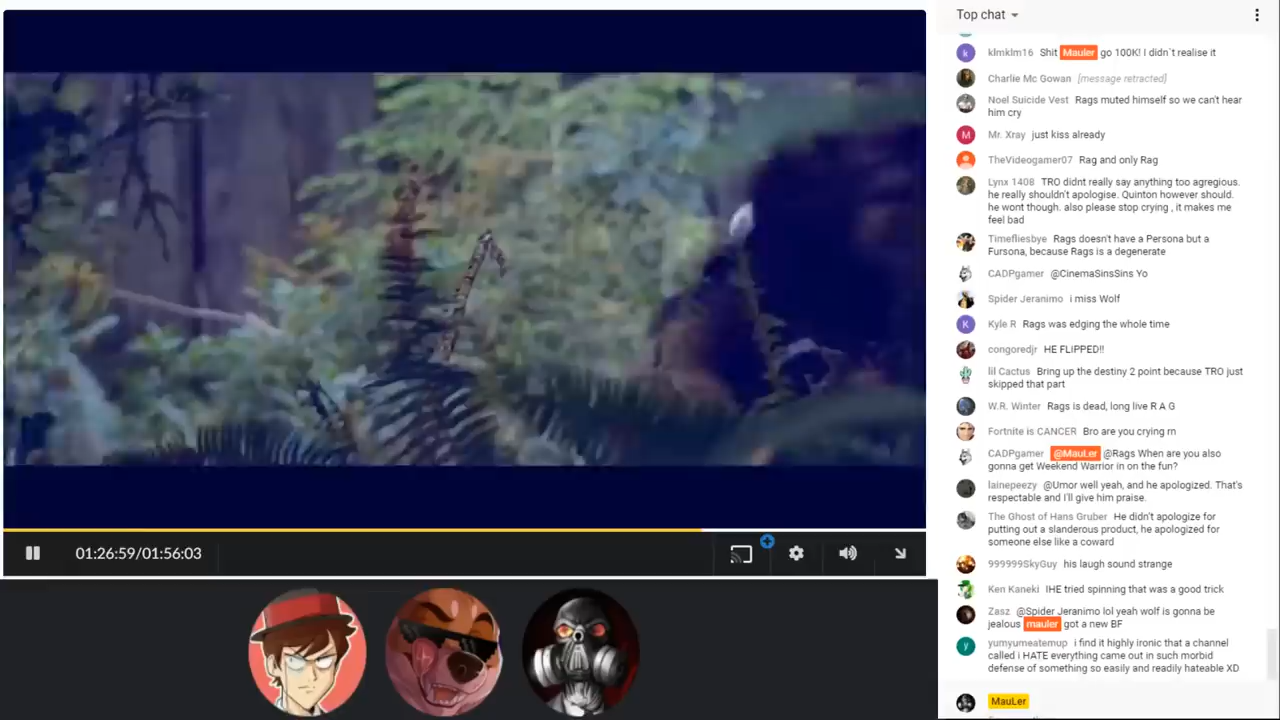 Top chat
klmklm16 Shit Mauler go 100K! I didn`t realise it
Charlie Mc Gowan [message retracted]
Noel Suicide Vest Rags muted himself so we can't hear
him cry
M
Mr. Xray just kiss already
TheVideogamer07 Rag and only Rag
Lynx 1408 TRO didnt really say anything too agregious.
he really shouldn't apologise. Quinton however should.
he wont though. also please stop crying , it makes me
feel bad
Timefliesbye Rags doesn't have a Persona but a
Fursona, because Rags is a degenerate
CADPgamer @CinemaSinsSins Yo
Spider Jeranimo i miss Wolf
K
Kyle R Rags was edging the whole time
congoredjr HE FLIPPED!!
lil Cactus Bring up the destiny 2 point because TRO just
skipped that part
W.R. Winter Rags is dead, long live R A G
Fortnite is CANCER Bro are you crying rn
CADPgamer @MauLer @Rags When are you also
gonna get Weekend Warrior in on the fun?
lainepeezy @Umor well yeah, and he apologized. That's
respectable and I'll give him praise.
The Ghost of Hans Gruber He didn't apologize for
putting out a slanderous product, he apologized for
someone else like a coward
999999SkyGuy his laugh sound strange
Ken Kaneki IHE tried spinning that was a good trick
Zasz @Spider Jeranimo lol yeah wolf is gonna be
jealous mauler got a new BF
y
yumyumeatemup i find it highly ironic that a channel
called i HATE everything came out in such morbid
defense of something so easily and readily hateable XD
MauLer
01:26:59/01:56:03